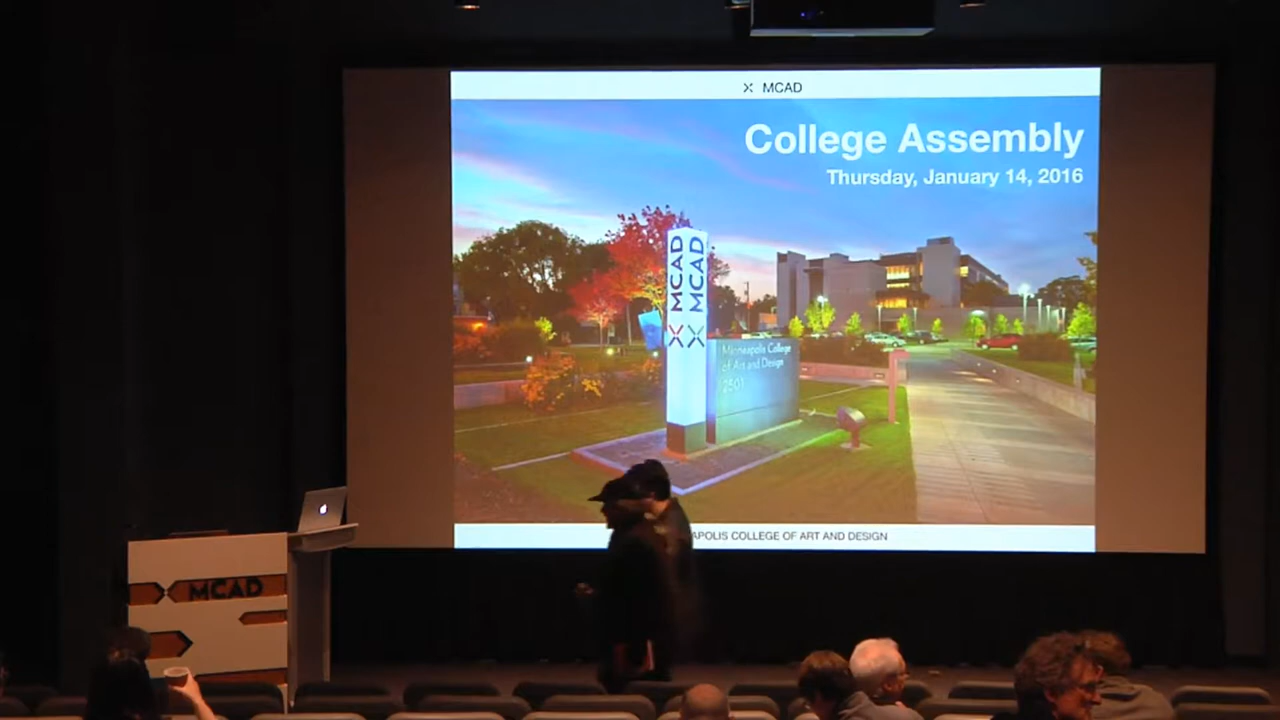 MCAD
College Assembly
Thursday, January 14, 2016
MCAD
MCAD
Minneapolis College
of Art and Design
2501
APOLIS COLLEGE OF ART AND DESIGN
MCAD